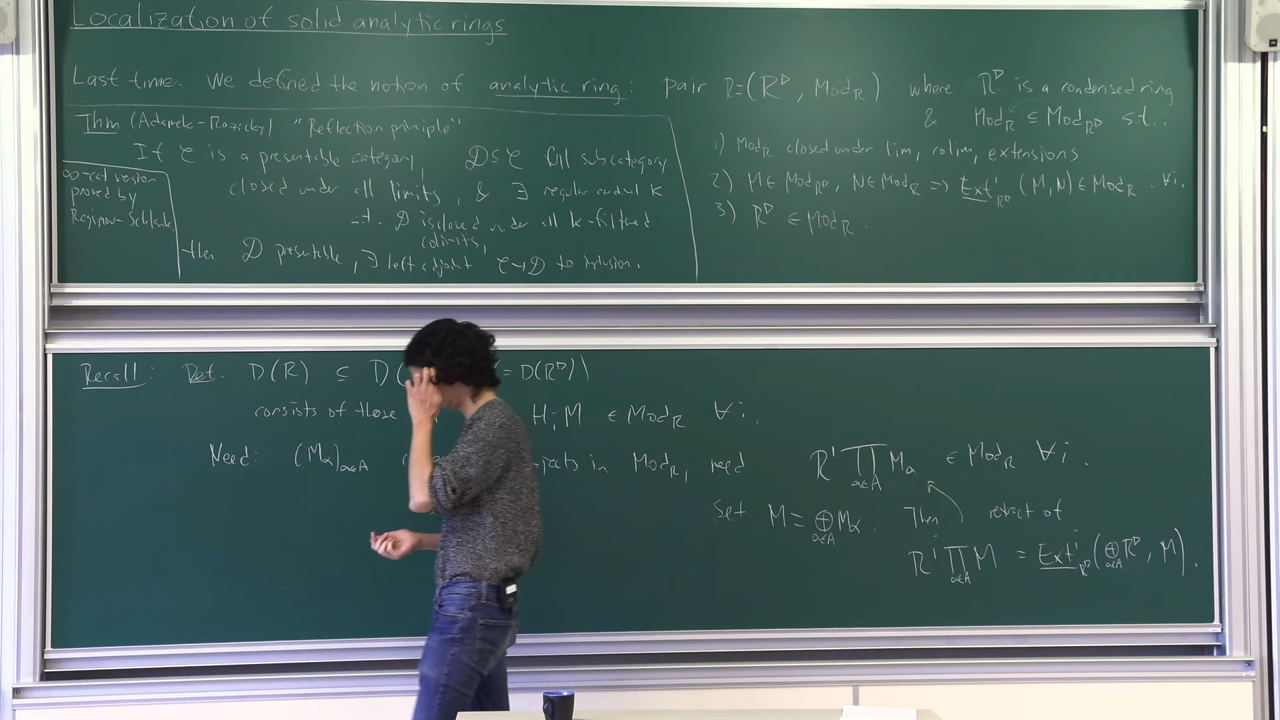 Localization of solid analytic rings
Last time: We defined the notion of analytic ring: pair R=(R^▷, Mod_R) where R^▷ is a condensed ring
& Mod_R ⊆ Mod_{R^▷} s.t.:
1) Mod_R closed under lim, colim, extensions
2) M ∈ Mod_{R^▷}, N ∈ Mod_R ⇒ Ext^i_{R^▷}(M,N) ∈ Mod_R ∀i.
3) R^▷ ∈ Mod_R.
Thm (Adamek-Rosicky) "Reflection principle"
If C is a presentable category, D ⊆ C full subcategory
closed under all limits, & ∃ regular cardinal κ
s.t. D is closed under all κ-filtered
colimits,
then D presentable, ∃ left adjoint C→D to inclusion.
∞-cat version
proved by
Ragimov-Schlank
Recall: Def. D(R) ⊆ D( = D(R^▷))
consists of those H_i M ∈ Mod_R ∀i.
Need: (M_α)_{α∈A} in Mod_R, need R^i ∏_{α∈A} M_α ∈ Mod_R ∀i.
Set M = ⊕_{α∈A} M_α. Then retract of
R^i ∏_{α∈A} M = Ext^i_{R^▷}(⊕_{α∈A} R^▷, M).